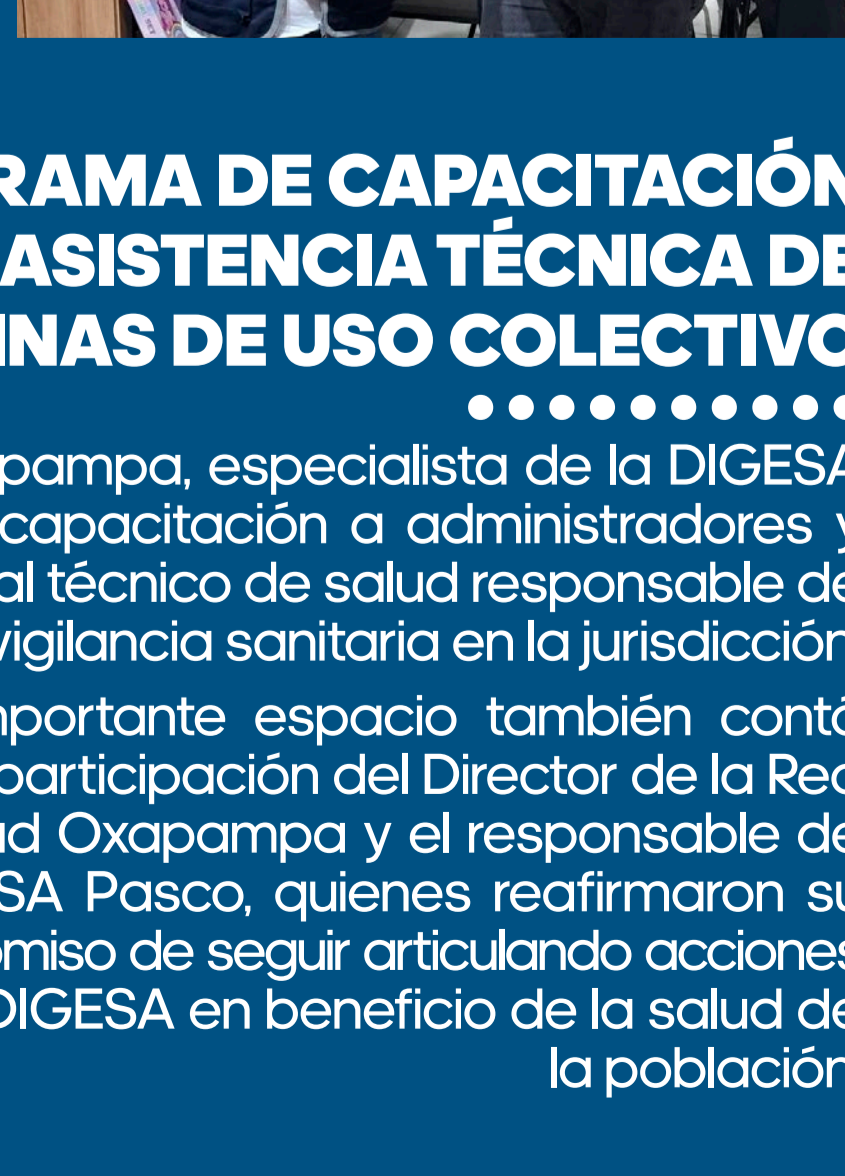 RAMA DE CAPACITACIÓN
ASISTENCIA TÉCNICA DE
INAS DE USO COLECTIVO
pampa, especialista de la DIGESA
capacitación a administradores y
al técnico de salud responsable de
vigilancia sanitaria en la jurisdicción
mportante espacio también contó
participación del Director de la Red
ud Oxapampa y el responsable de
SA Pasco, quienes reafirmaron su
omiso de seguir articulando acciones
DIGESA en beneficio de la salud de
la población